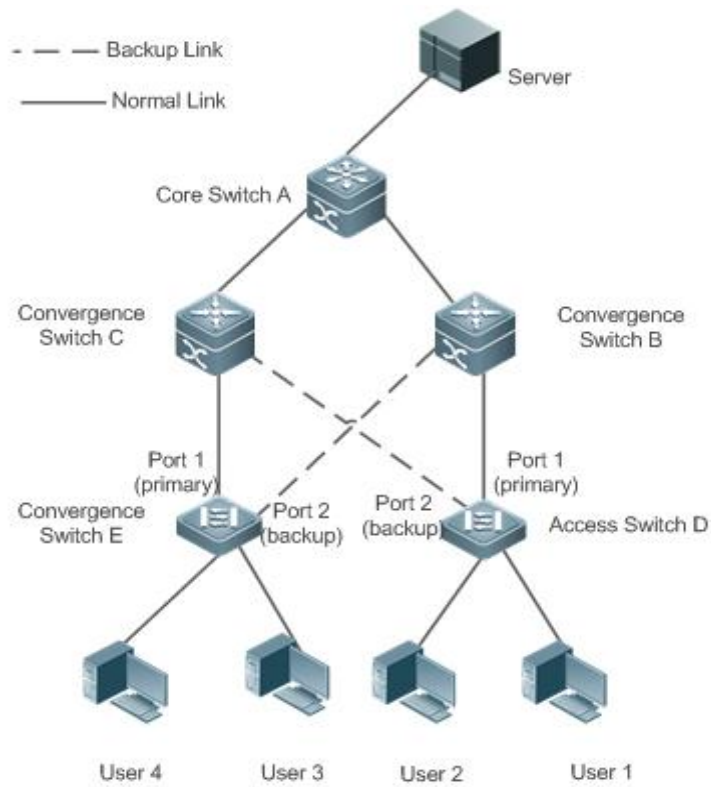 Backup Link
Server
Normal Link
Core Switch A
Convergence
Switch C
Convergence
Switch B
Port 1
(primary)
Port 1
(primary)
Convergence
Switch E
Port 2
(backup)
Port 2
(backup)
Access Switch D
User 4
User 3
User 2
User 1